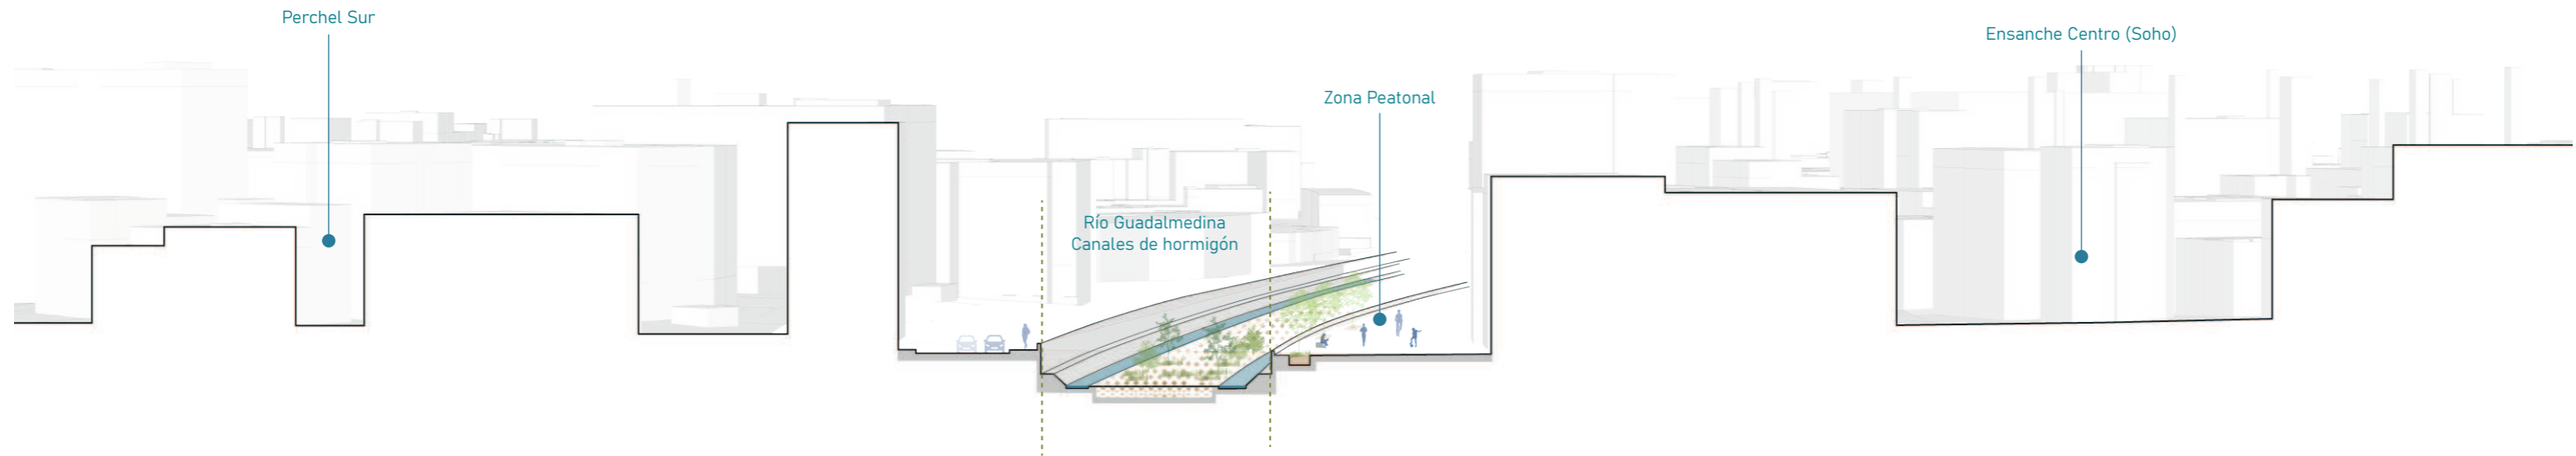 Perchel Sur
Ensanche Centro (Soho)
Zona Peatonal
Río Guadalmedina
Canales de hormigón